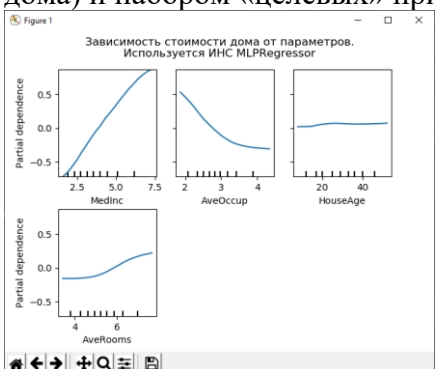 дома) и набором «целевых» при
Figure 1
Зависимость стоимости дома от параметров.
Используется ИНС MLPRegressor
Partial dependence
0.5
0.0
−0.5
2.5 5.0 7.5
MedInc
2 3 4
AveOccup
20 40
HouseAge
Partial dependence
0.5
0.0
−0.5
4 6
AveRooms